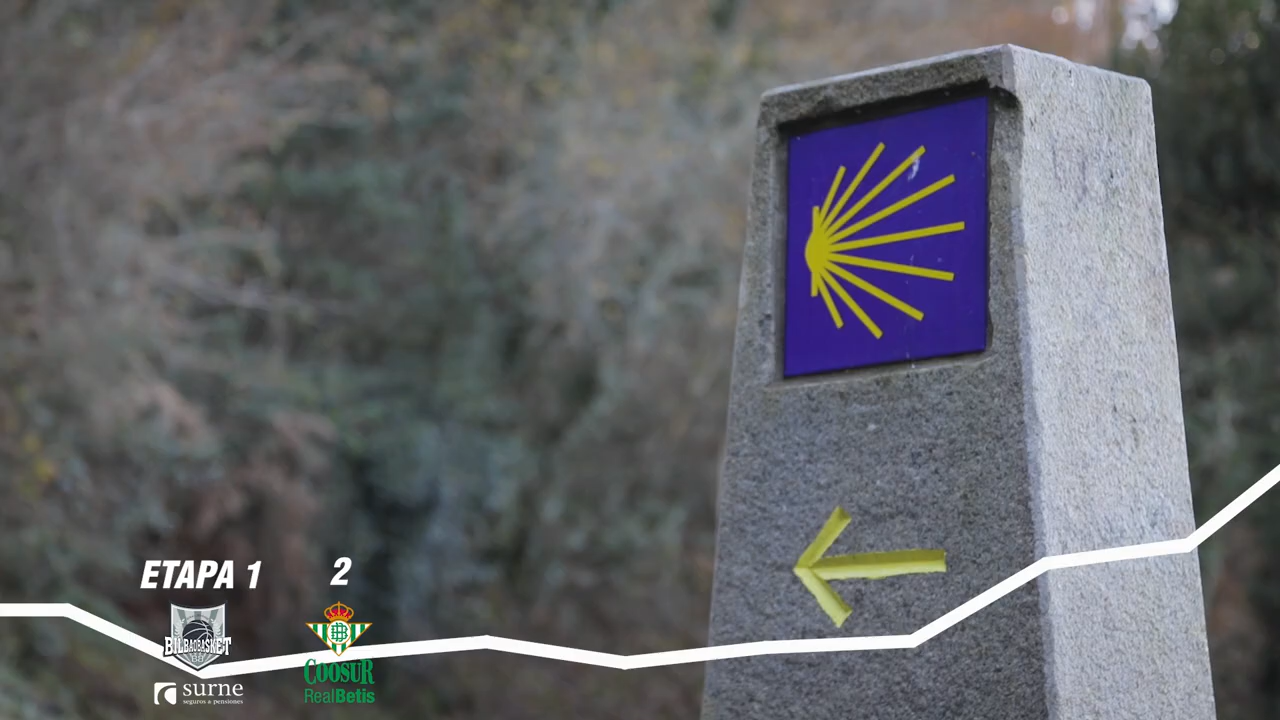 ETAPA 1
2
BILBAOBASKET
surne
seguros a pensiones
COOSUR
RealBetis